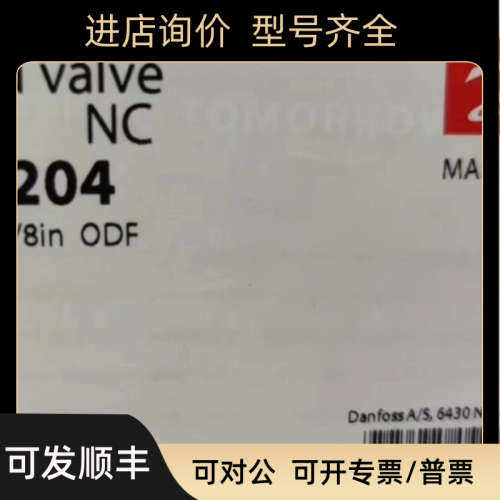 进店询价 型号齐全
valve
NC
TOMORROW
204
MA
/8in ODF
Danfoss A/S, 6430 N
可发顺丰
可对公 可开专票/普票